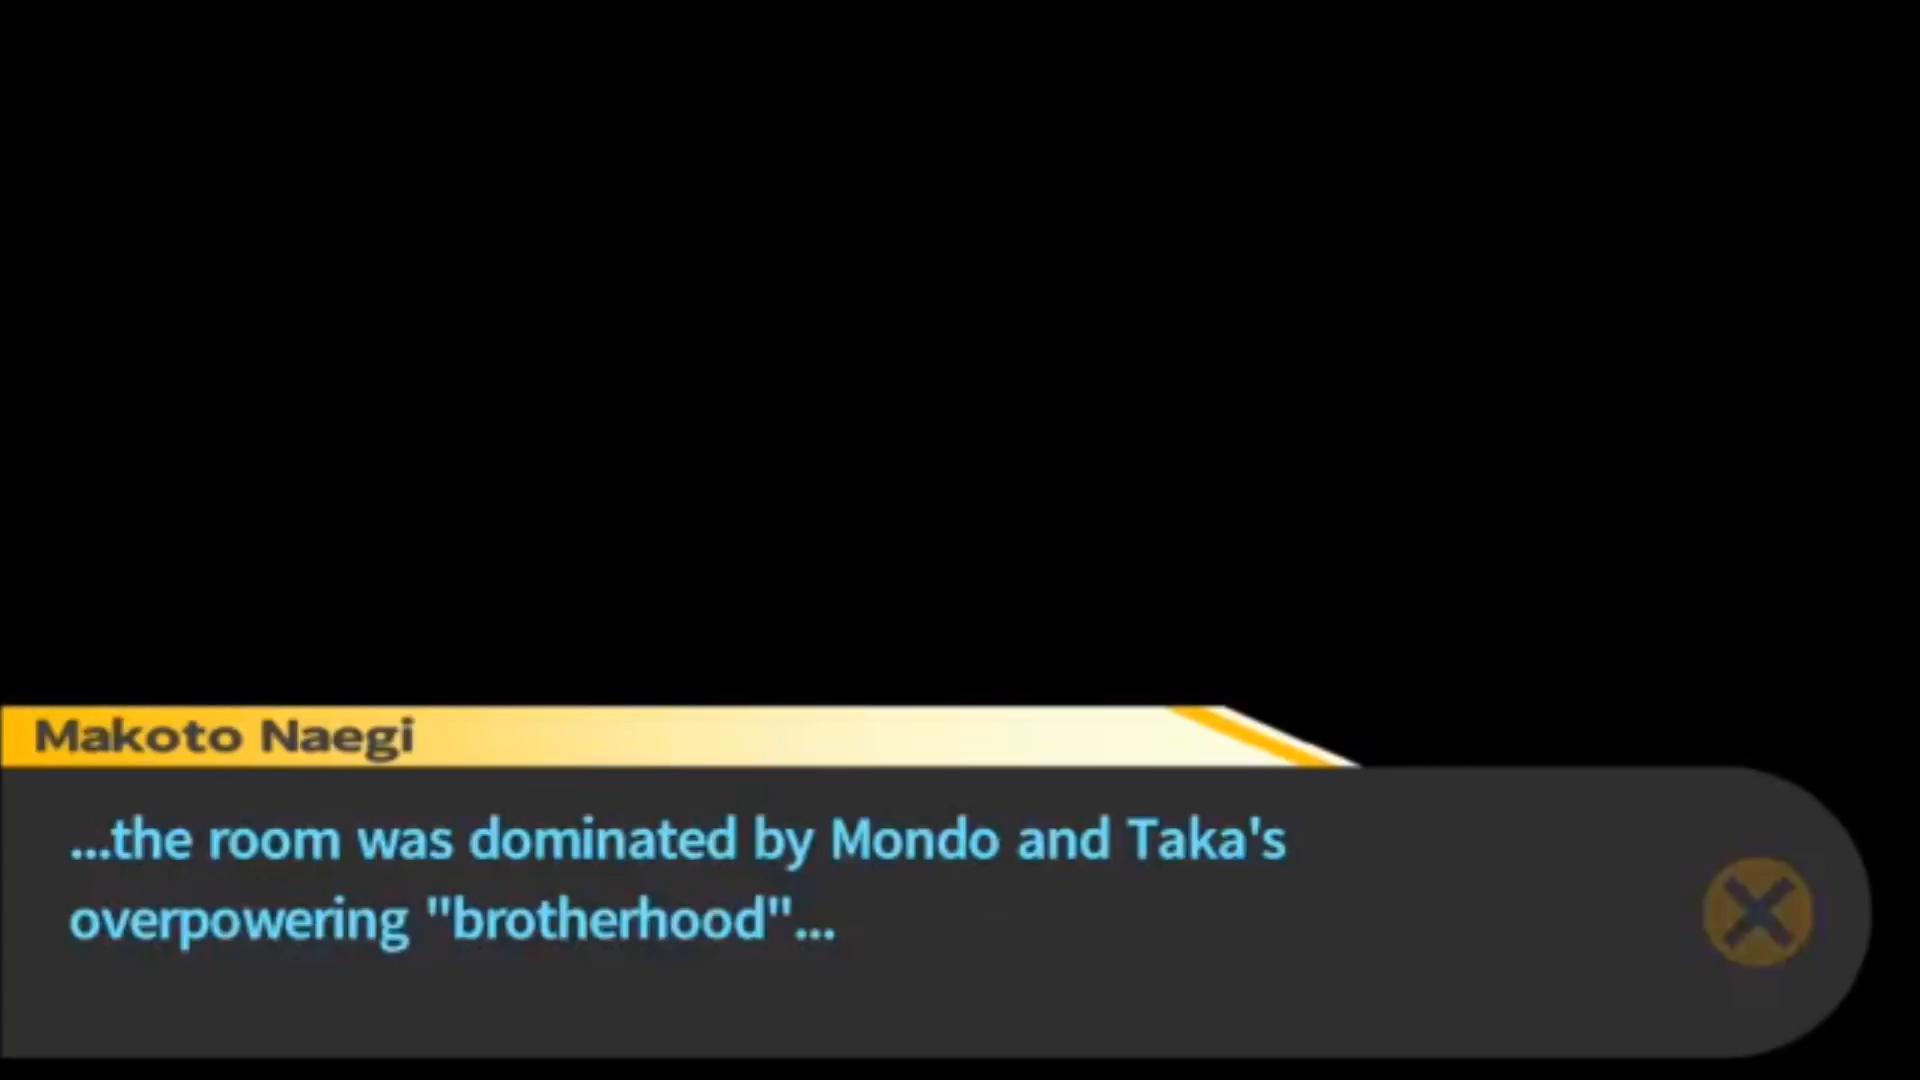 Makoto Naegi
...the room was dominated by Mondo and Taka's
overpowering "brotherhood"...